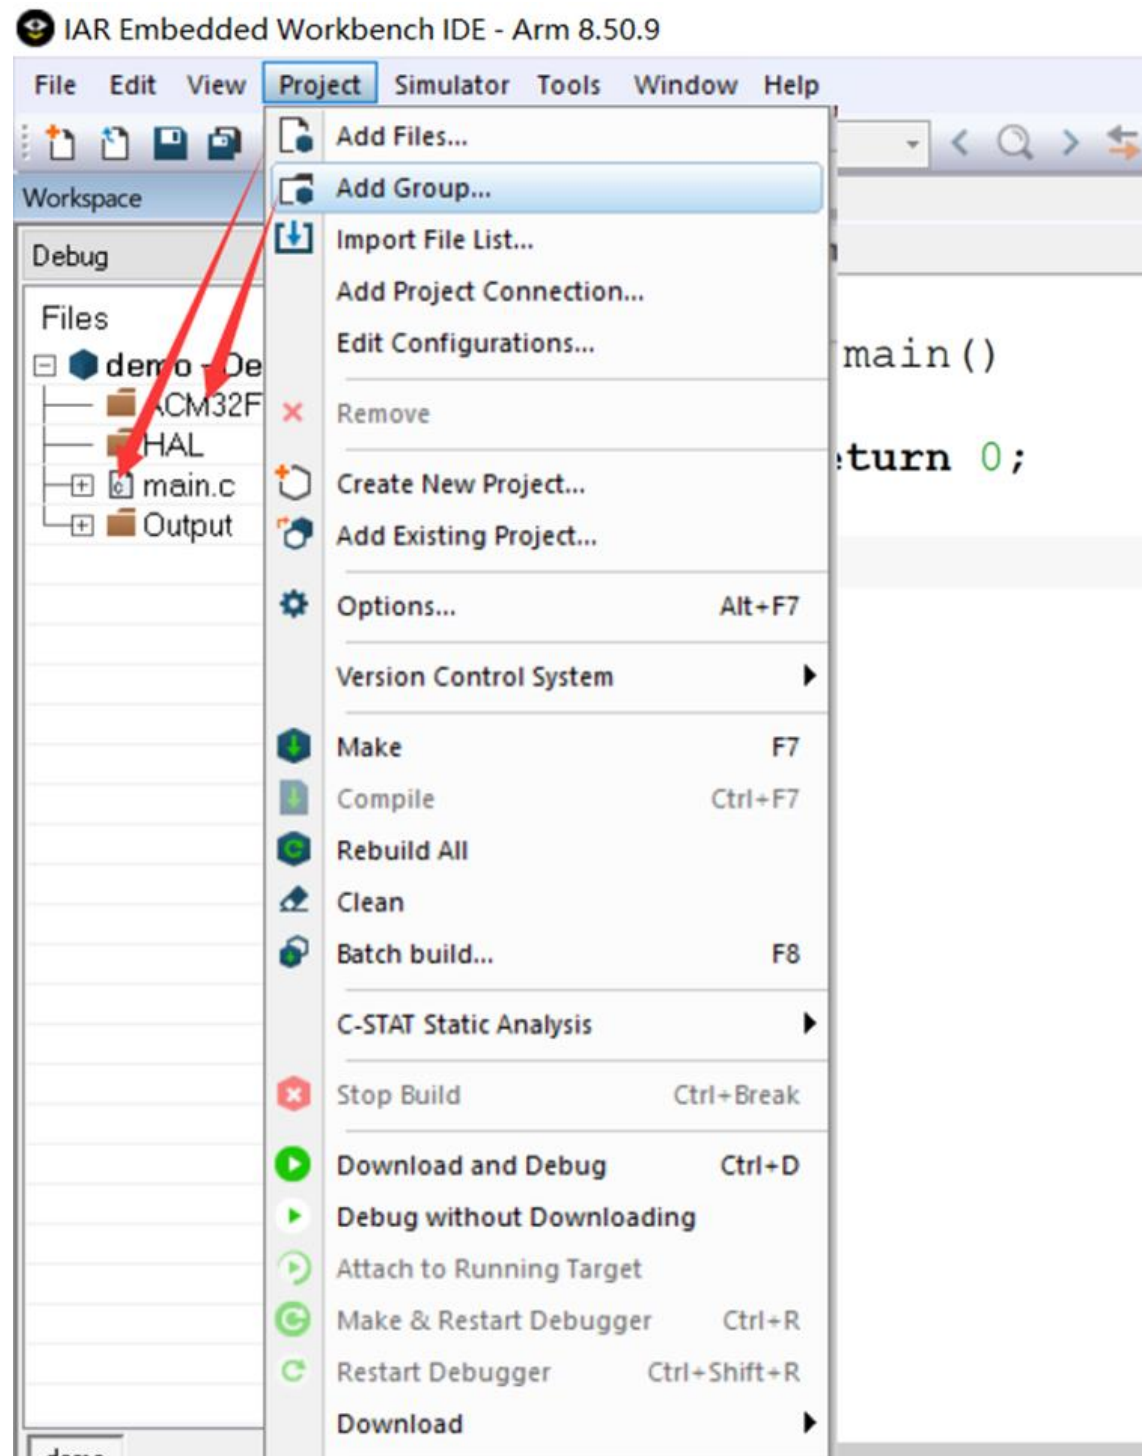 IAR Embedded Workbench IDE - Arm 8.50.9
File Edit View Project Simulator Tools Window Help
Add Files...
Workspace
Add Group...
Import File List...
Debug
Add Project Connection...
Files
Edit Configurations...
main()
demo - De
CM32F
Remove
HAL
turn 0;
main.c
Create New Project...
Output
Add Existing Project...
Options... Alt+F7
Version Control System
Make F7
Compile Ctrl+F7
Rebuild All
Clean
Batch build... F8
C-STAT Static Analysis
Stop Build Ctrl+Break
Download and Debug Ctrl+D
Debug without Downloading
Attach to Running Target
Make & Restart Debugger Ctrl+R
Restart Debugger Ctrl+Shift+R
Download